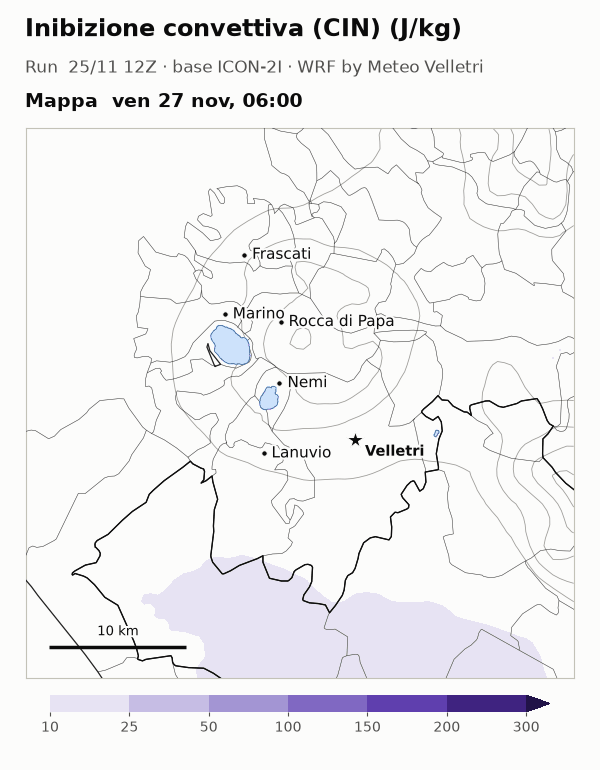 Inibizione convettiva (CIN) (J/kg)
Run  25/11 12Z · base ICON-2I · WRF by Meteo Velletri
Mappa  ven 27 nov, 06:00
Frascati
Marino
Rocca di Papa
Nemi
Velletri
Lanuvio
10 km
10 25 50 100 150 200 300